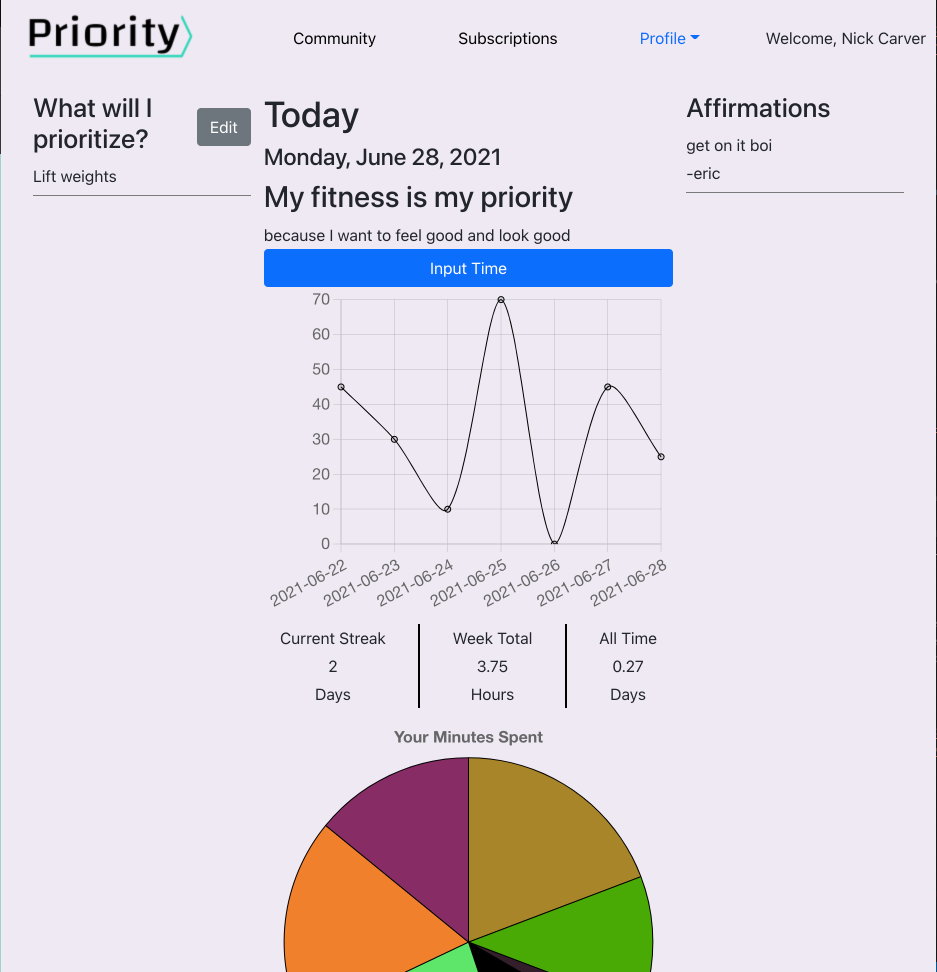 Priority
Community
Subscriptions
Profile
Welcome, Nick Carver
What will I
prioritize?
Edit
Lift weights
Today
Monday, June 28, 2021
My fitness is my priority
because I want to feel good and look good
Input Time
70
60
50
40
30
20
10
0
2021-06-22
2021-06-23
2021-06-24
2021-06-25
2021-06-26
2021-06-27
2021-06-28
Current Streak
2
Days
Week Total
3.75
Hours
All Time
0.27
Days
Your Minutes Spent
Affirmations
get on it boi
-eric